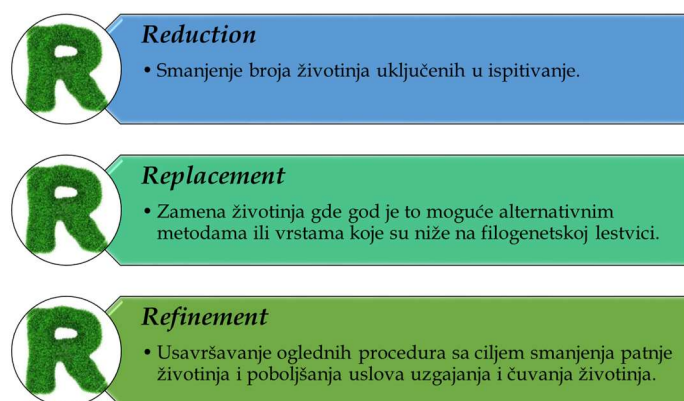 R
Reduction
• Smanjenje broja životinja uključenih u ispitivanje.
R
Replacement
• Zamena životinja gde god je to moguće alternativnim
metodama ili vrstama koje su niže na filogenetskoj lestvici.
R
Refinement
• Usavršavanje oglednih procedura sa ciljem smanjenja patnje
životinja i poboljšanja uslova uzgajanja i čuvanja životinja.